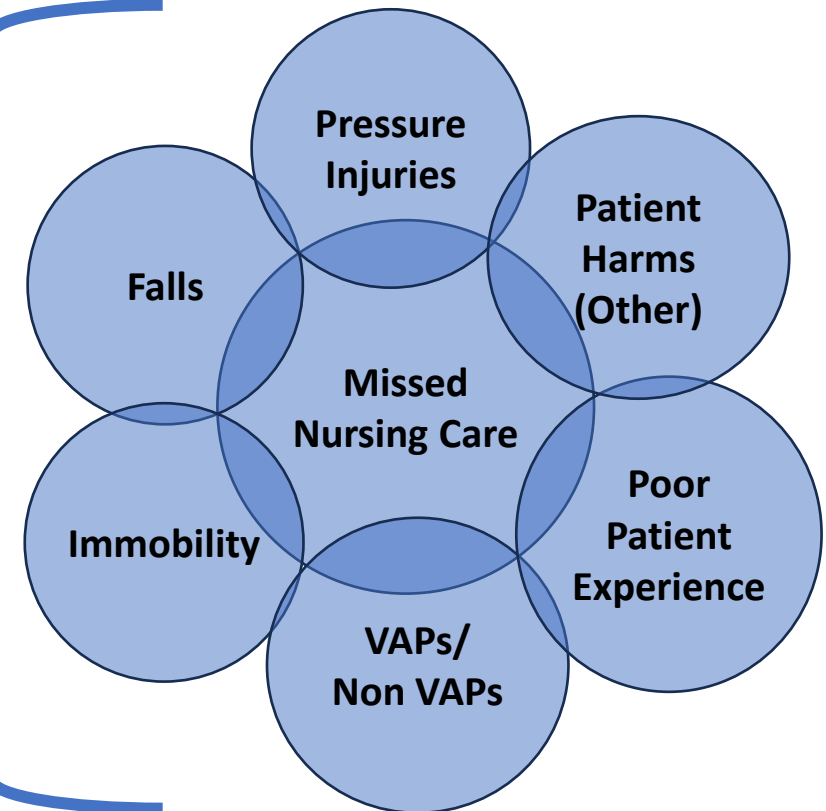 Pressure
Injuries
Patient
Harms
(Other)
Falls
Missed
Nursing Care
Poor
Patient
Experience
Immobility
VAPs/
Non VAPs